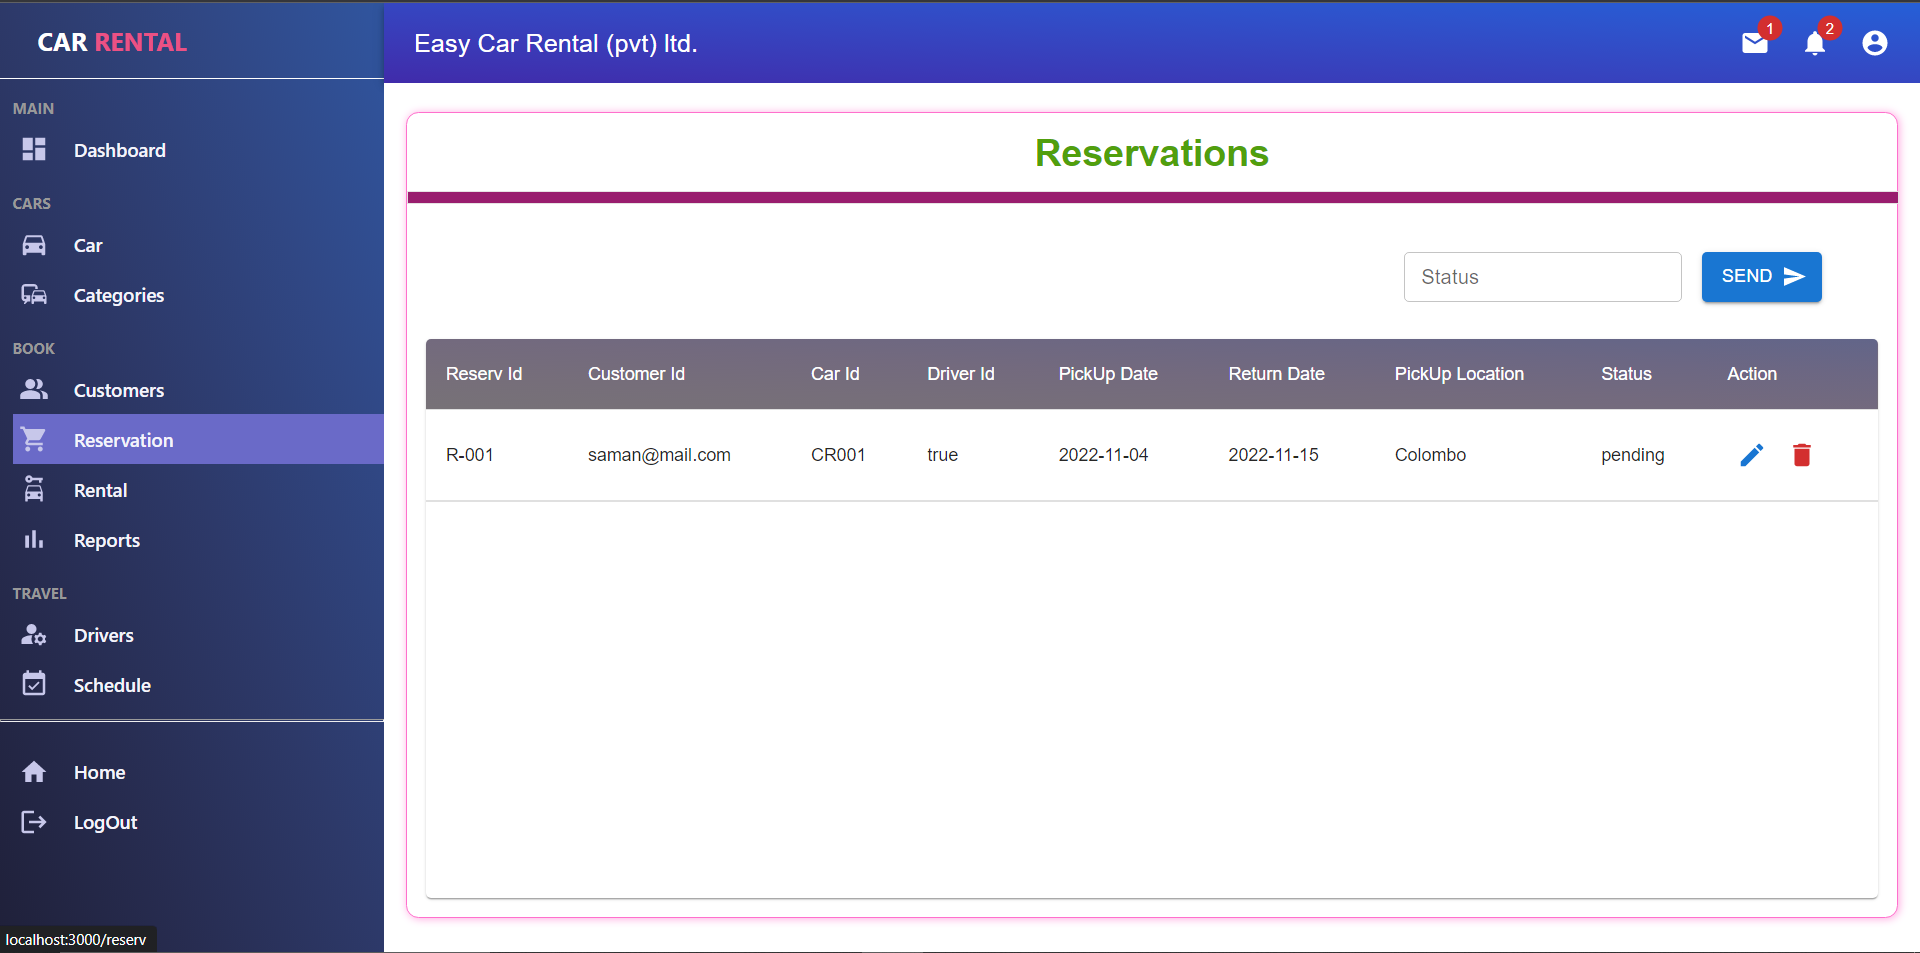 CAR RENTAL
Easy Car Rental (pvt) ltd.
1
2
MAIN
Dashboard
CARS
Car
Categories
BOOK
Customers
Reservation
Rental
Reports
TRAVEL
Drivers
Schedule
Home
LogOut
localhost:3000/reserv
Reservations
Status
SEND
Reserv Id Customer Id Car Id Driver Id PickUp Date Return Date PickUp Location Status Action
R-001 saman@mail.com CR001 true 2022-11-04 2022-11-15 Colombo pending